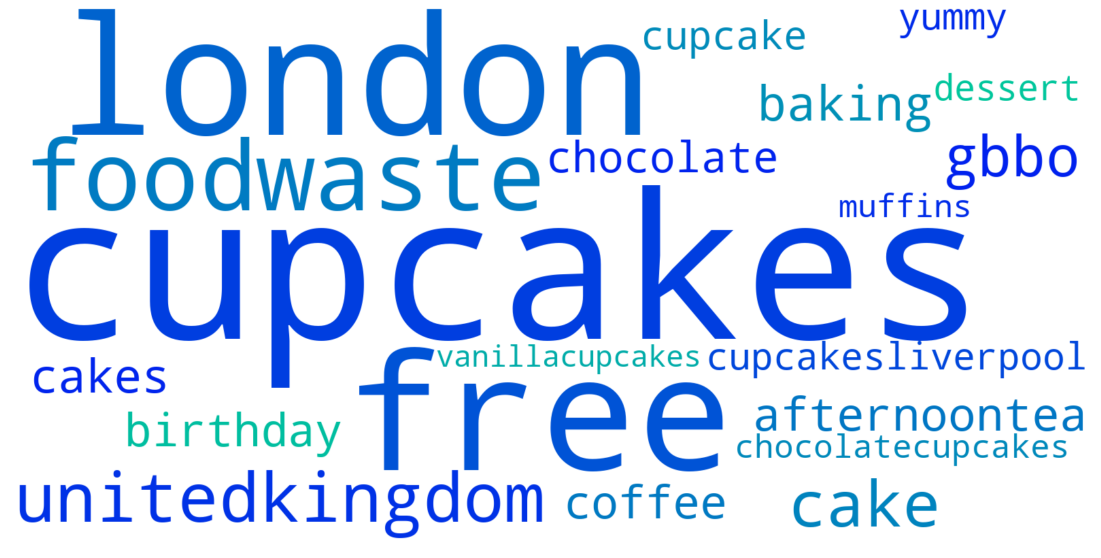 london
cupcake
yummy
baking
dessert
foodwaste
chocolate
gbbo
muffins
cupcakes
vanillacupcakes
cupcakesliverpool
cakes
free
afternoontea
birthday
chocolatecupcakes
unitedkingdom
coffee
cake